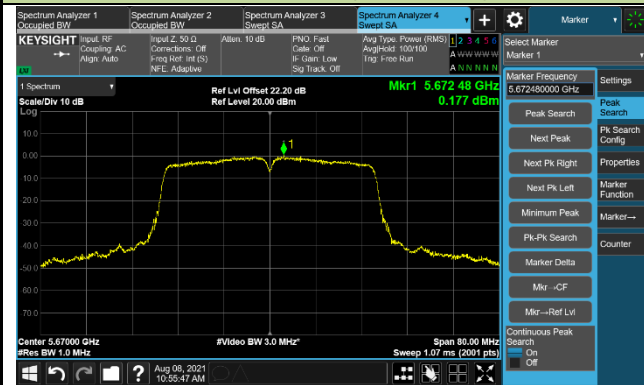 Spectrum Analyzer 1
Occupied BW
Spectrum Analyzer 2
Occupied BW
Spectrum Analyzer 3
Swept SA
Spectrum Analyzer 4
Swept SA
+
Marker
KEYSIGHT
Input: RF
Coupling: AC
Align: Auto
Input Z: 50 Ω
Corrections: Off
Freq Ref: Int (S)
NFE: Adaptive
Atten: 10 dB
PNO: Fast
Gate: Off
IF Gain: Low
Sig Track: Off
Avg Type: Power (RMS)
Avg|Hold: 100/100
Trig: Free Run
1 2 3 4 5 6
A W W W W W
A N N N N N
LXI
Select Marker
Marker 1
1 Spectrum
Scale/Div 10 dB
Log
Ref Lvl Offset 22.20 dB
Ref Level 20.00 dBm
Mkr1 5.672 48 GHz
0.177 dBm
10.0
0.00
-10.0
-20.0
-30.0
-40.0
-50.0
-60.0
-70.0
1
Center 5.67000 GHz
#Res BW 1.0 MHz
#Video BW 3.0 MHz*
Span 80.00 MHz
Sweep 1.07 ms (2001 pts)
Marker Frequency
5.672480000 GHz
Peak Search
Next Peak
Next Pk Right
Next Pk Left
Minimum Peak
Pk-Pk Search
Marker Delta
Mkr→CF
Mkr→Ref Lvl
Continuous Peak
Search
On
Off
Settings
Peak
Search
Pk Search
Config
Properties
Marker
Function
Marker→
Counter
?
Aug 08, 2021
10:55:47 AM